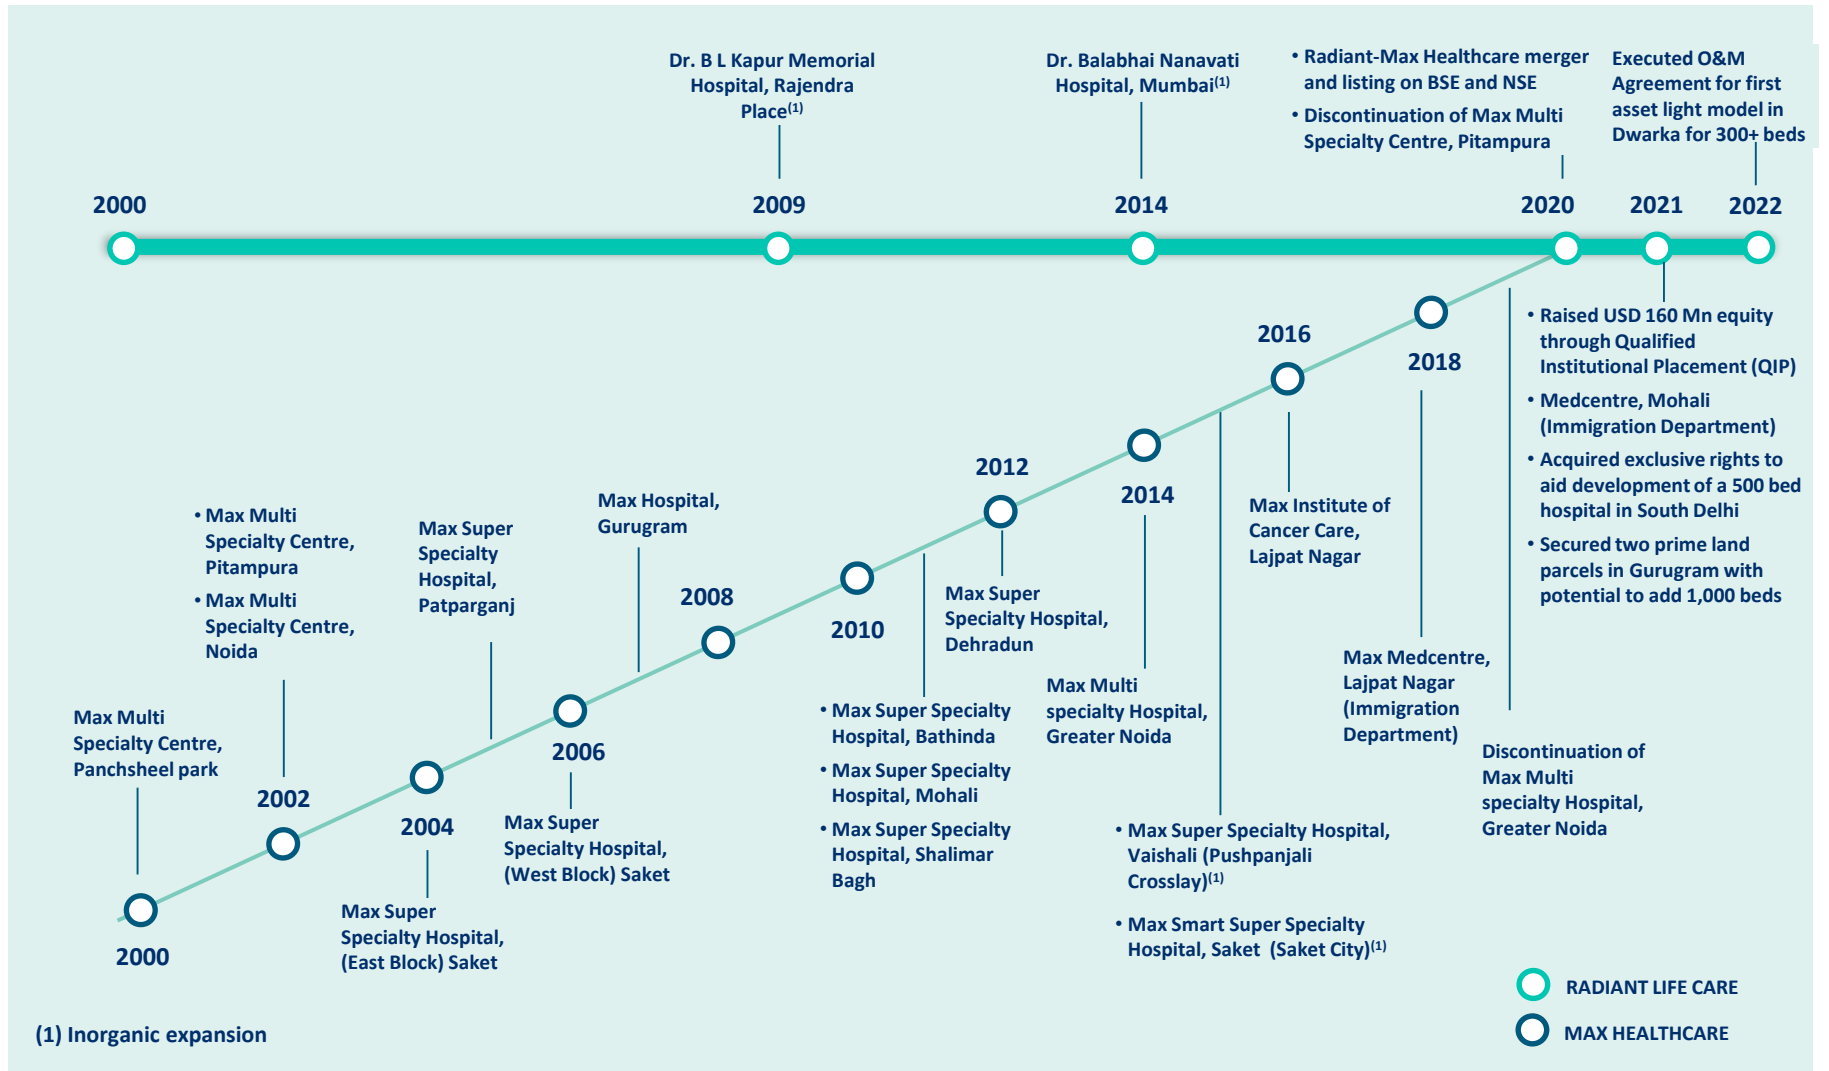 Dr. B L Kapur Memorial
Hospital, Rajendra
Place(1)
Dr. Balabhai Nanavati
Hospital, Mumbai(1)
• Radiant-Max Healthcare merger
and listing on BSE and NSE
• Discontinuation of Max Multi
Specialty Centre, Pitampura
Executed O&M
Agreement for first
asset light model in
Dwarka for 300+ beds
2000
2009
2014
2020
2021
2022
• Raised USD 160 Mn equity
through Qualified
Institutional Placement (QIP)
• Medcentre, Mohali
(Immigration Department)
• Acquired exclusive rights to
aid development of a 500 bed
hospital in South Delhi
• Secured two prime land
parcels in Gurugram with
potential to add 1,000 beds
Max Multi
Specialty Centre,
Panchsheel park
2000
• Max Multi
Specialty Centre,
Pitampura
• Max Multi
Specialty Centre,
Noida
2002
2004
Max Super
Specialty Hospital,
(East Block) Saket
Max Super
Specialty
Hospital,
Patparganj
2006
Max Super
Specialty Hospital,
(West Block) Saket
Max Hospital,
Gurugram
2008
2010
• Max Super Specialty
Hospital, Bathinda
• Max Super Specialty
Hospital, Mohali
• Max Super Specialty
Hospital, Shalimar
Bagh
2012
Max Super
Specialty Hospital,
Dehradun
2014
Max Multi
specialty Hospital,
Greater Noida
• Max Super Specialty Hospital,
Vaishali (Pushpanjali
Crosslay)(1)
• Max Smart Super Specialty
Hospital, Saket (Saket City)(1)
2016
Max Institute of
Cancer Care,
Lajpat Nagar
2018
Max Medcentre,
Lajpat Nagar
(Immigration
Department)
Discontinuation of
Max Multi
specialty Hospital,
Greater Noida
RADIANT LIFE CARE
MAX HEALTHCARE
(1) Inorganic expansion